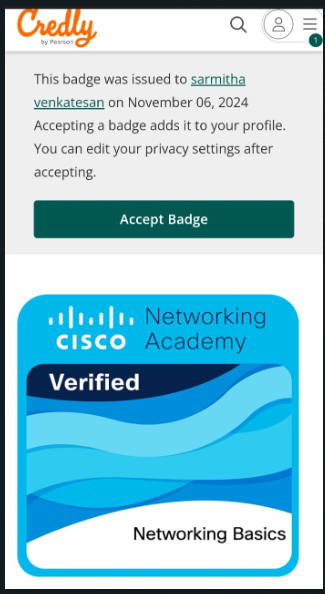 Credly
by Pearson
1
This badge was issued to sarmitha
venkatesan on November 06, 2024
Accepting a badge adds it to your profile.
You can edit your privacy settings after
accepting.
Accept Badge
CISCO
Networking
Academy
Verified
Networking Basics